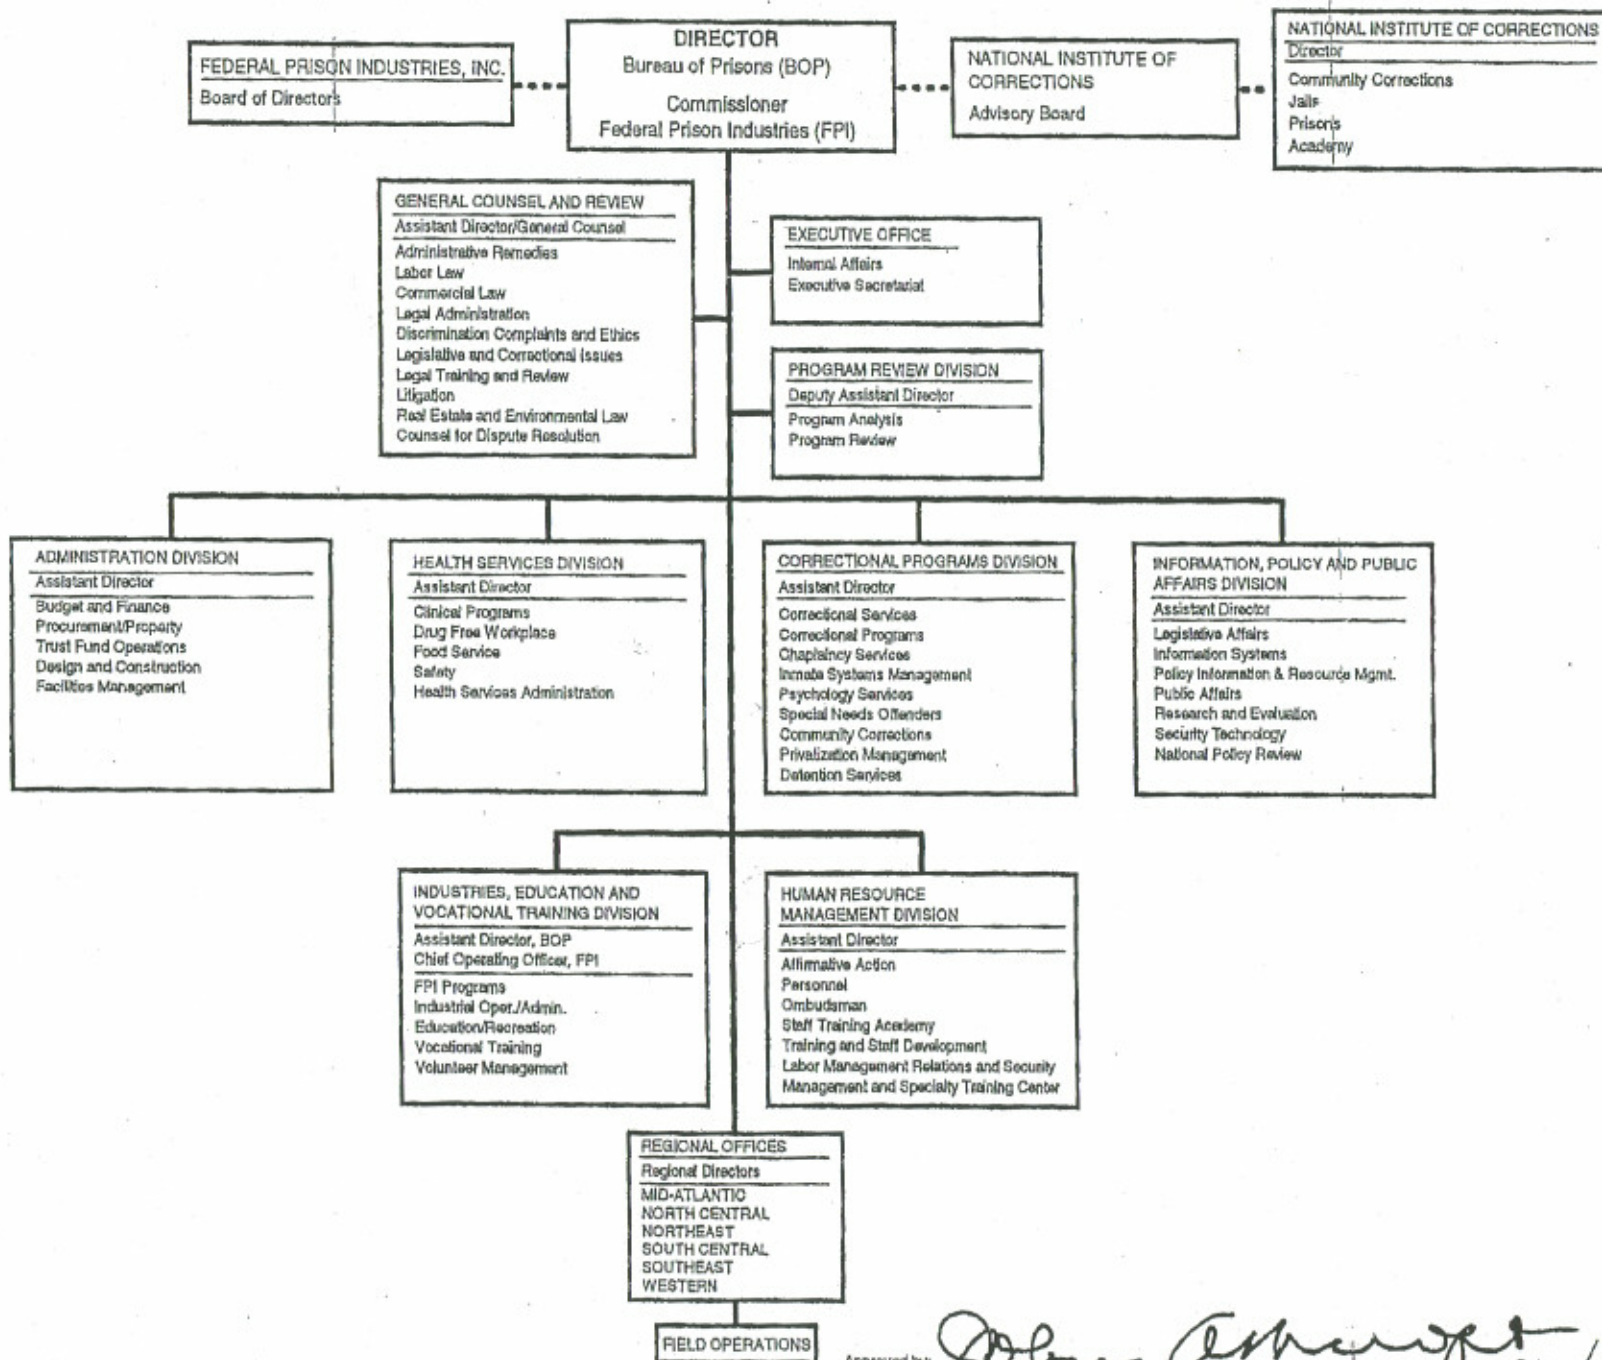 FEDERAL PRISON INDUSTRIES, INC.
Board of Directors
DIRECTOR
Bureau of Prisons (BOP)
Commissioner
Federal Prison Industries (FPI)
NATIONAL INSTITUTE OF
CORRECTIONS
Advisory Board
NATIONAL INSTITUTE OF CORRECTIONS
Director
Community Corrections
Jails
Prisons
Academy
GENERAL COUNSEL AND REVIEW
Assistant Director/General Counsel
Administrative Remedies
Labor Law
Commercial Law
Legal Administration
Discrimination Complaints and Ethics
Legislative and Correctional Issues
Legal Training and Review
Litigation
Real Estate and Environmental Law
Counsel for Dispute Resolution
EXECUTIVE OFFICE
Internal Affairs
Executive Secretariat
PROGRAM REVIEW DIVISION
Deputy Assistant Director
Program Analysis
Program Review
ADMINISTRATION DIVISION
Assistant Director
Budget and Finance
Procurement/Property
Trust Fund Operations
Design and Construction
Facilities Management
HEALTH SERVICES DIVISION
Assistant Director
Clinical Programs
Drug Free Workplace
Food Service
Safety
Health Services Administration
CORRECTIONAL PROGRAMS DIVISION
Assistant Director
Correctional Services
Correctional Programs
Chaplaincy Services
Inmate Systems Management
Psychology Services
Special Needs Offenders
Community Corrections
Privatization Management
Detention Services
INFORMATION, POLICY AND PUBLIC
AFFAIRS DIVISION
Assistant Director
Legislative Affairs
Information Systems
Policy Information & Resource Mgmt.
Public Affairs
Research and Evaluation
Security Technology
National Policy Review
INDUSTRIES, EDUCATION AND
VOCATIONAL TRAINING DIVISION
Assistant Director, BOP
Chief Operating Officer, FPI
FPI Programs
Industrial Oper./Admin.
Education/Recreation
Vocational Training
Volunteer Management
HUMAN RESOURCE
MANAGEMENT DIVISION
Assistant Director
Affirmative Action
Personnel
Ombudsman
Staff Training Academy
Training and Staff Development
Labor Management Relations and Security
Management and Specialty Training Center
REGIONAL OFFICES
Regional Directors
MID-ATLANTIC
NORTH CENTRAL
NORTHEAST
SOUTH CENTRAL
SOUTHEAST
WESTERN
FIELD OPERATIONS
Approved by: John Ashcroft